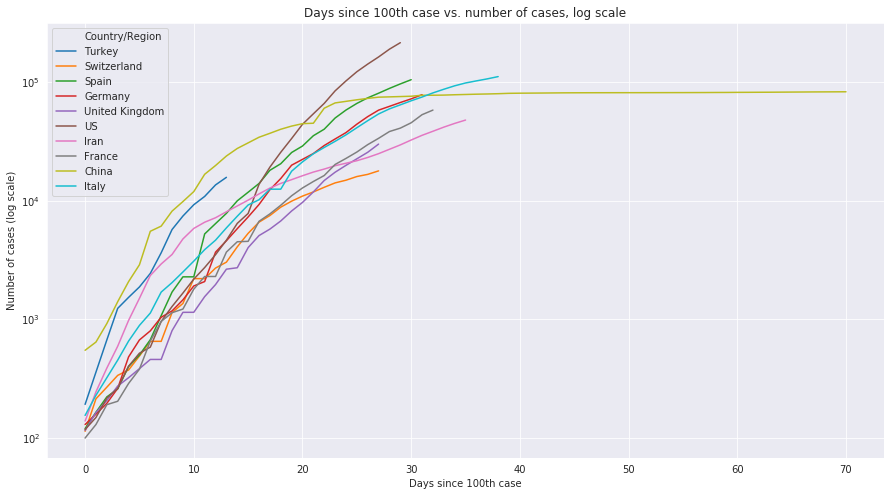 Days since 100th case vs. number of cases, log scale
Country/Region
Turkey
Switzerland
Spain
Germany
United Kingdom
US
Iran
France
China
Italy
Number of cases (log scale)
10⁵
10⁴
10³
10²
0 10 20 30 40 50 60 70
Days since 100th case